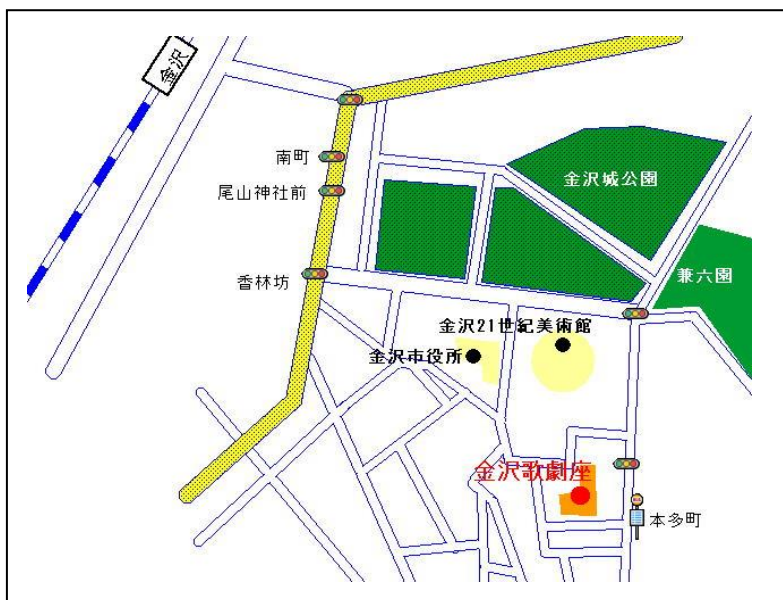 金沢
南町
尾山神社前
金沢城公園
香林坊
兼六園
金沢21世紀美術館
金沢市役所
金沢歌劇座
本多町